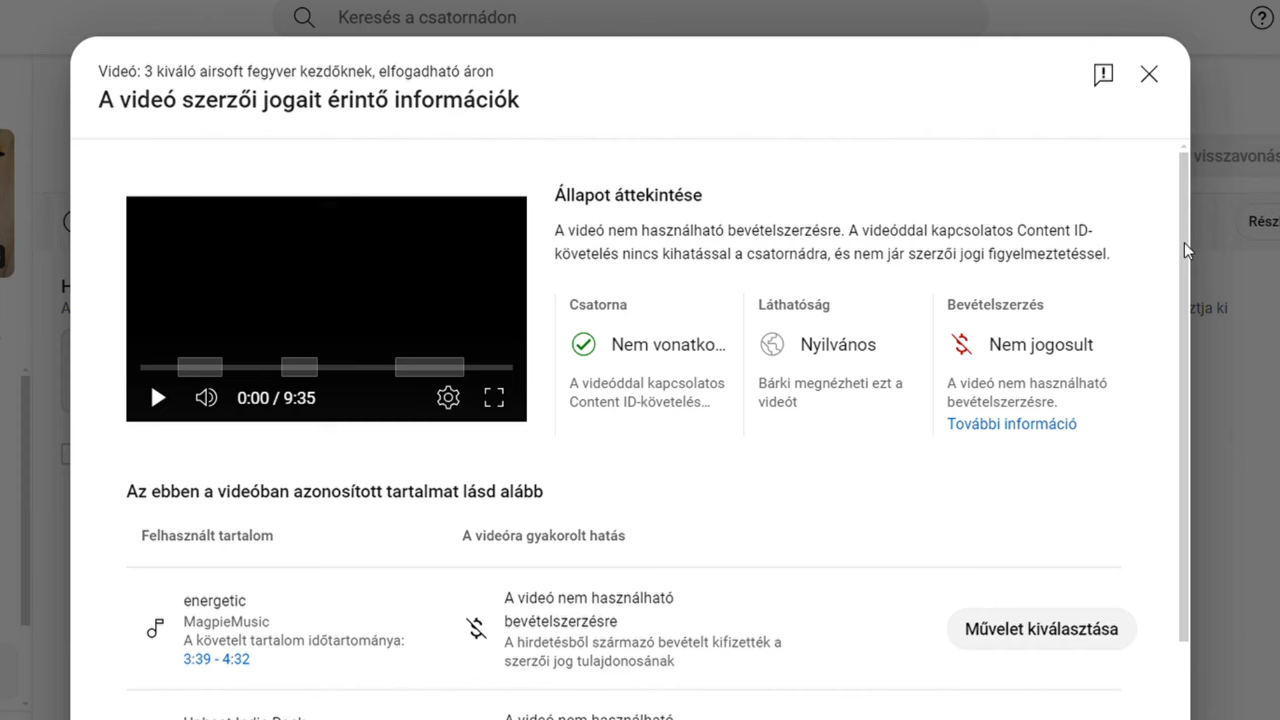 Keresés a csatornádon
Videó: 3 kiváló airsoft fegyver kezdőknek, elfogadható áron
A videó szerzői jogait érintő információk
visszavonás
Állapot áttekintése
A videó nem használható bevételszerzésre. A videóddal kapcsolatos Content ID-
követelés nincs kihatással a csatornádra, és nem jár szerzői jogi figyelmeztetéssel.
Rész
Csatorna
Láthatóság
Bevételszerzés
ztja ki
Nem vonatko...
Nyilvános
Nem jogosult
A videóddal kapcsolatos
Content ID-követelés...
Bárki megnézheti ezt a
videót
A videó nem használható
bevételszerzésre.
További információ
0:00 / 9:35
Az ebben a videóban azonosított tartalmat lásd alább
Felhasznált tartalom
A videóra gyakorolt hatás
energetic
MagpieMusic
A követelt tartalom időtartománya:
3:39 - 4:32
A videó nem használható
bevételszerzésre
A hirdetésből származó bevételt kifizették a
szerzői jog tulajdonosának
Művelet kiválasztása
A videó nem használható